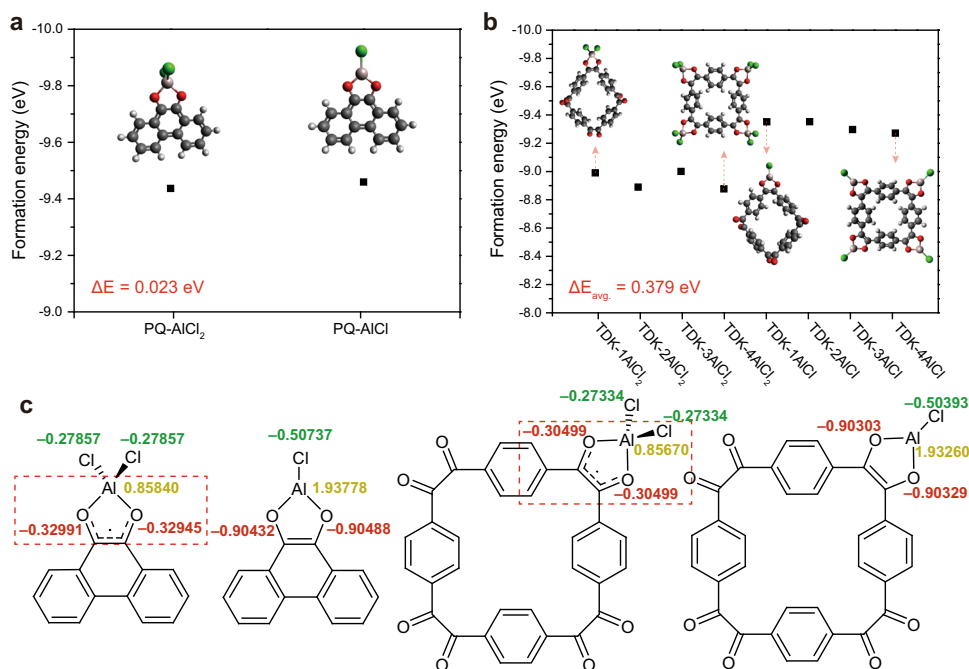 a
Formation energy (eV)
-10.0
-9.8
-9.6
-9.4
-9.2
-9.0
ΔE = 0.023 eV
PQ-AlCl₂
PQ-AlCl
b
Formation energy (eV)
-10.0
-9.8
-9.6
-9.4
-9.2
-9.0
-8.8
-8.6
-8.4
-8.2
-8.0
ΔEavg. = 0.379 eV
TDK-1AlCl₂
TDK-2AlCl₂
TDK-3AlCl₂
TDK-4AlCl₂
TDK-1AlCl
TDK-2AlCl
TDK-3AlCl
TDK-4AlCl
c
–0.27857
–0.27857
Cl
Cl
Al
0.85840
O
O
–0.32991
–0.32945
–0.50737
Cl
Al
1.93778
O
O
–0.90432
–0.90488
–0.27334
Cl
–0.27334
Cl
–0.30499
O
Al
0.85670
O
–0.30499
O
O
O
O
O
O
–0.50393
Cl
–0.90303
O
Al
1.93260
O
–0.90329
O
O
O
O
O
O